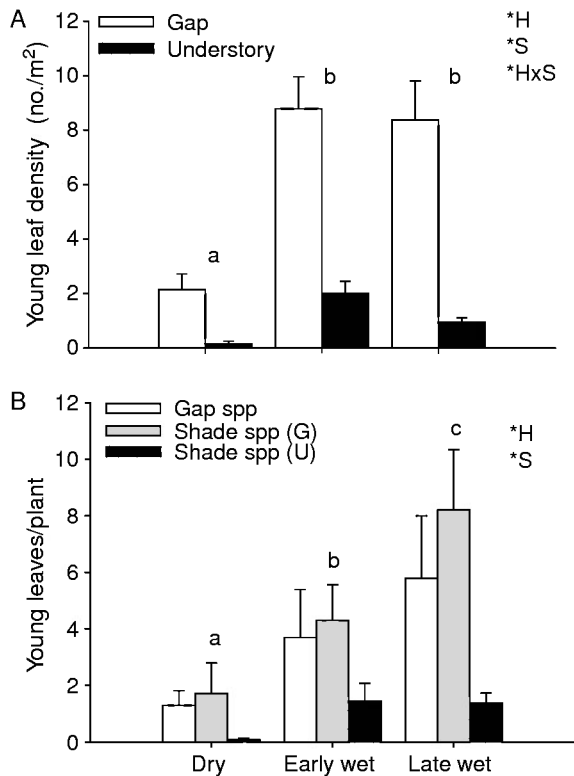 A
12
Gap
Understory
*H
*S
*HxS
10
8
6
4
2
0
Young leaf density (no./m²)
b
b
a
B
12
Gap spp
Shade spp (G)
Shade spp (U)
*H
*S
10
8
6
4
2
0
Young leaves/plant
c
b
a
Dry
Early wet
Late wet